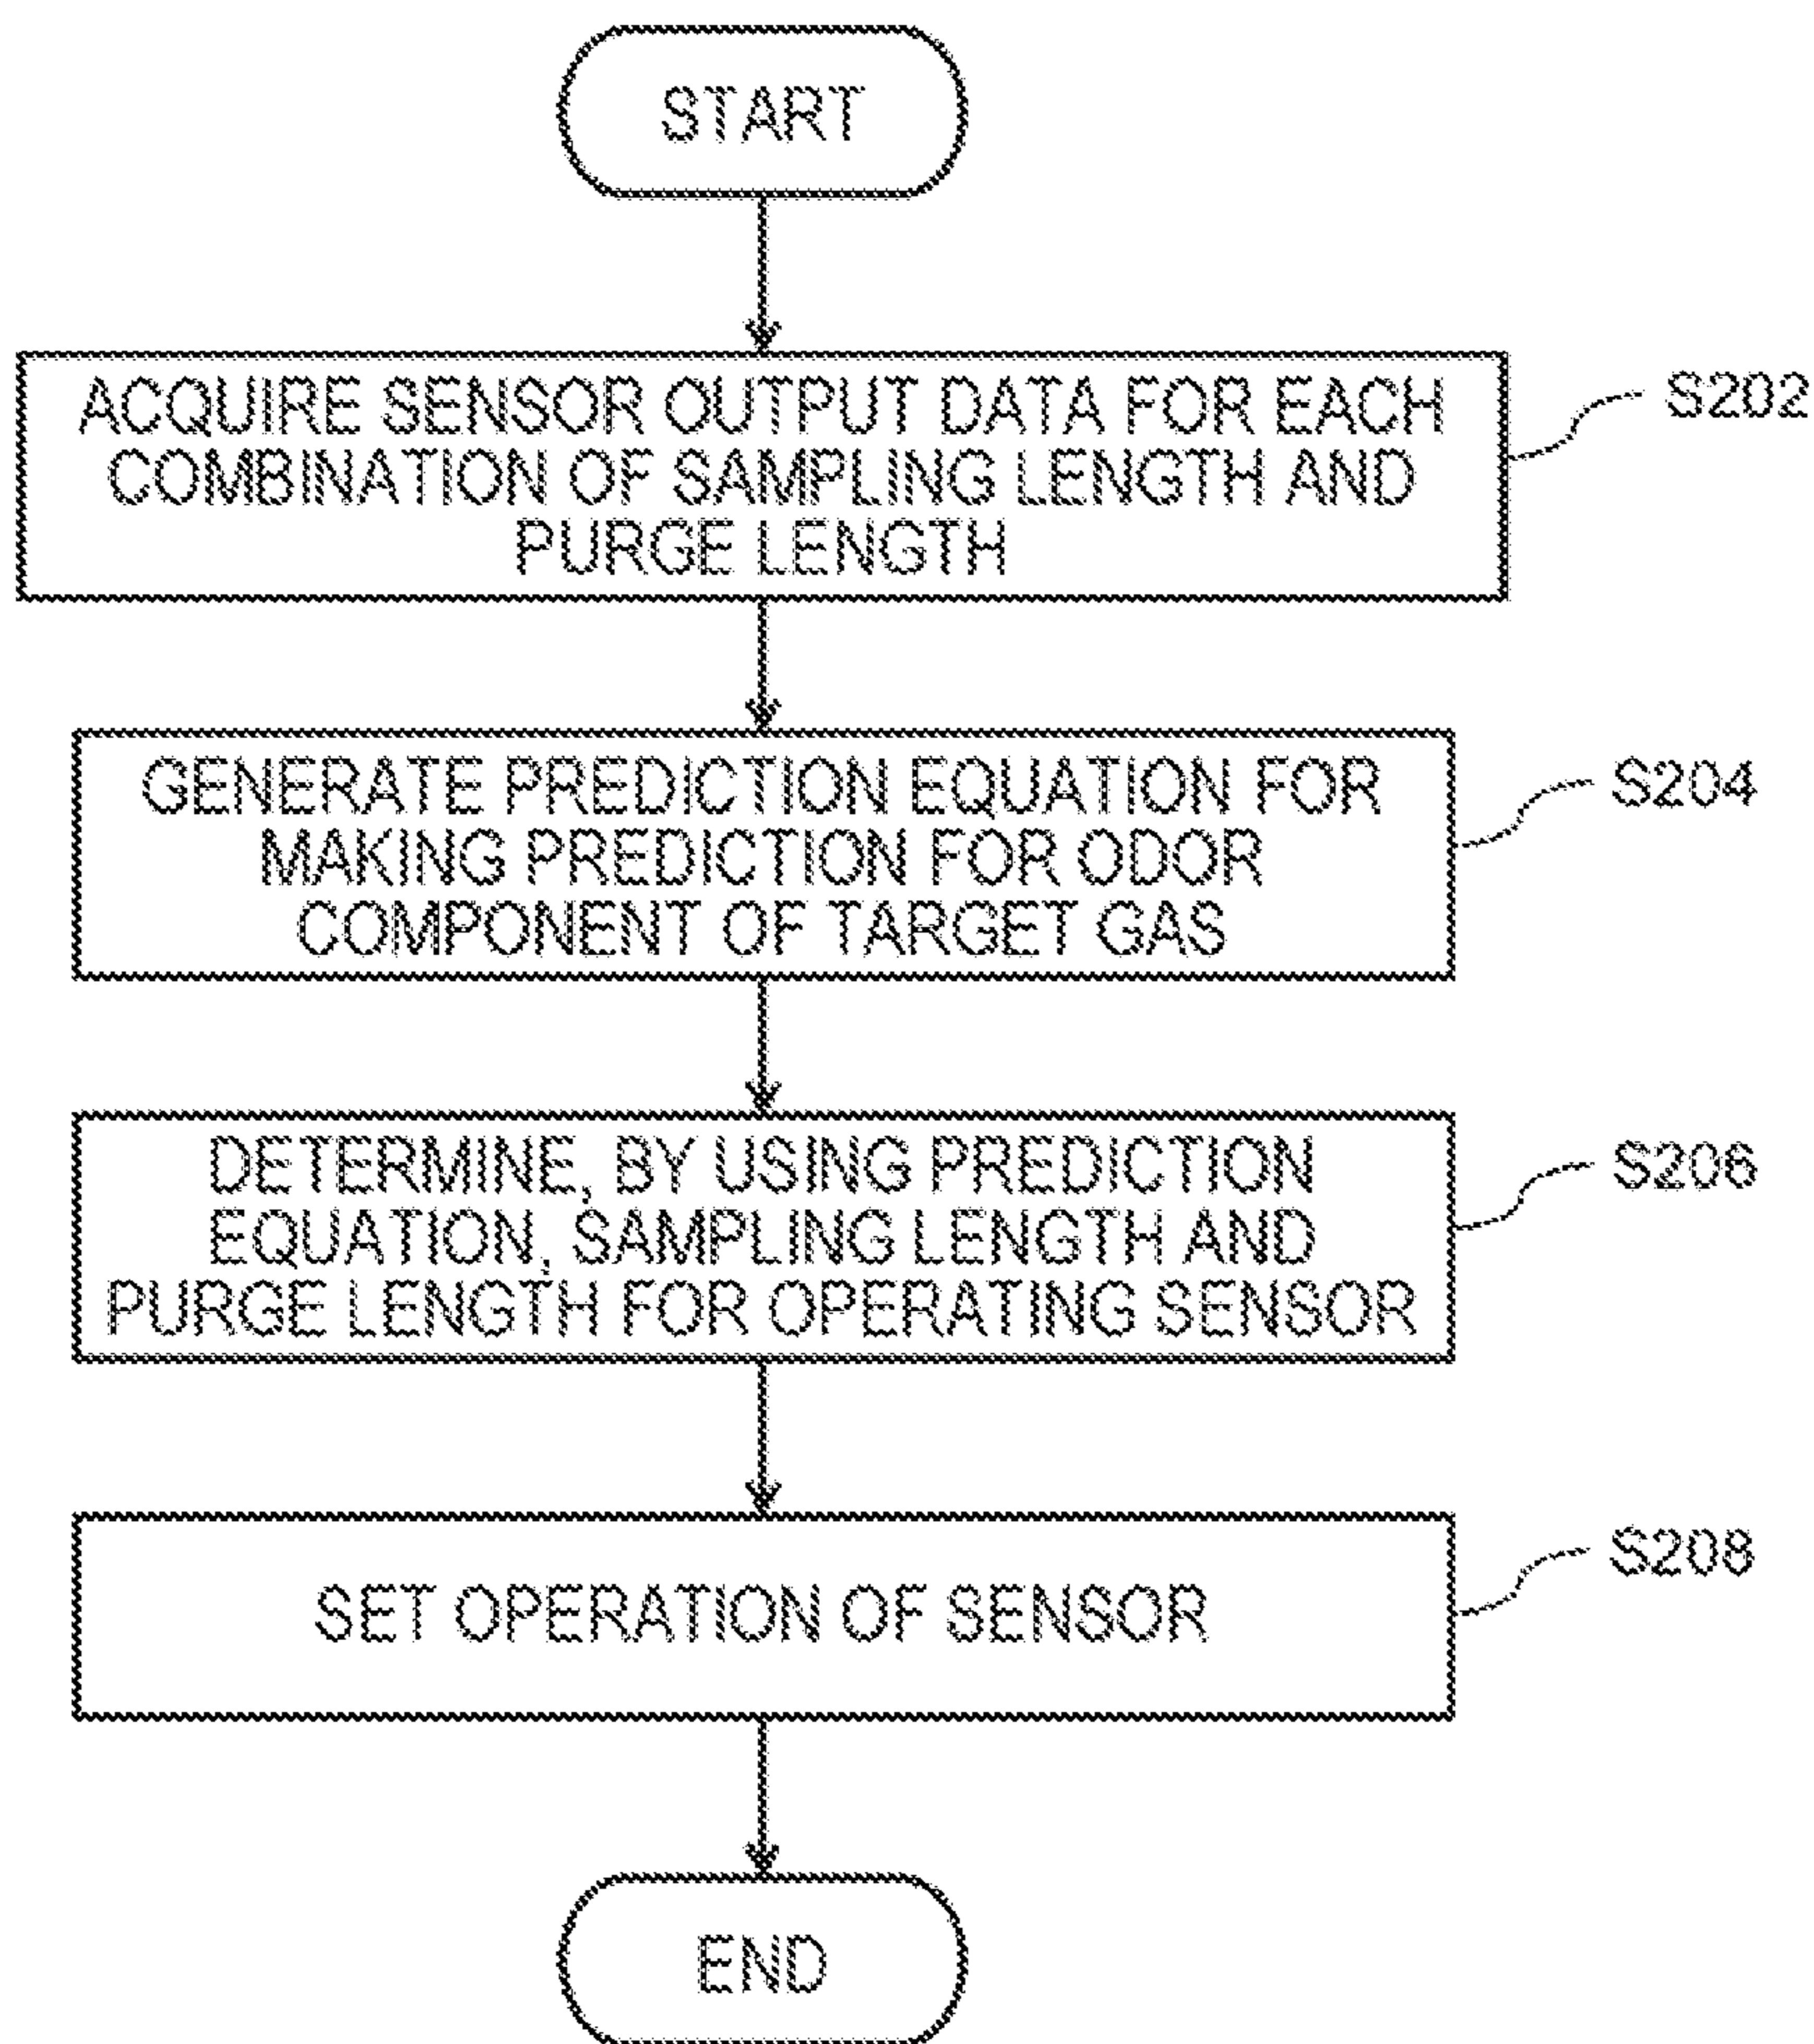 START
ACQUIRE SENSOR OUTPUT DATA FOR EACH
COMBINATION OF SAMPLING LENGTH AND
PURGE LENGTH
S202
GENERATE PREDICTION EQUATION FOR
MAKING PREDICTION FOR ODOR
COMPONENT OF TARGET GAS
S204
DETERMINE, BY USING PREDICTION
EQUATION, SAMPLING LENGTH AND
PURGE LENGTH FOR OPERATING SENSOR
S206
SET OPERATION OF SENSOR
S208
END